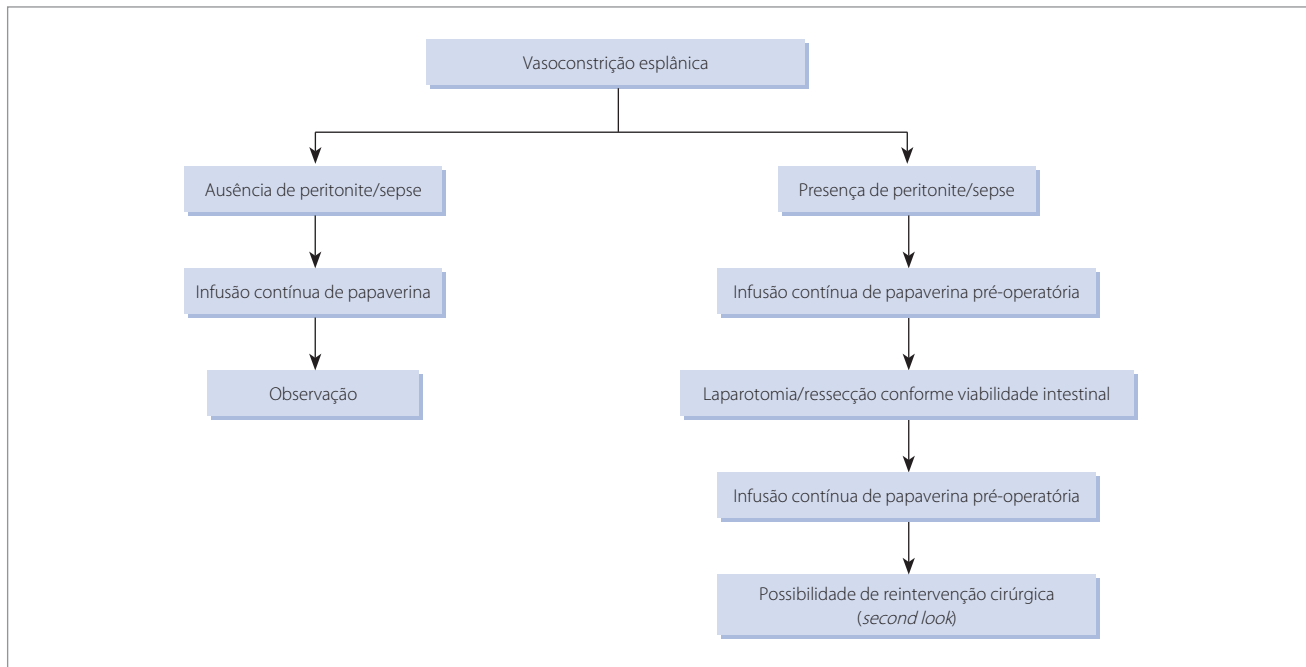 Vasoconstrição esplânica
Ausência de peritonite/sepse
Presença de peritonite/sepse
Infusão contínua de papaverina
Infusão contínua de papaverina pré-operatória
Observação
Laparotomia/ressecção conforme viabilidade intestinal
Infusão contínua de papaverina pré-operatória
Possibilidade de reintervenção cirúrgica
(second look)